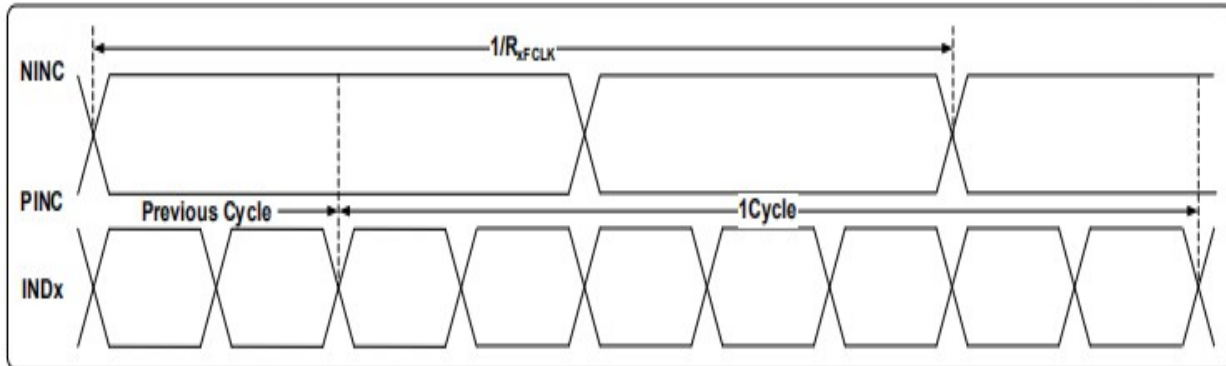 1/RxFCLK
NINC
PINC
Previous Cycle
1Cycle
INDx